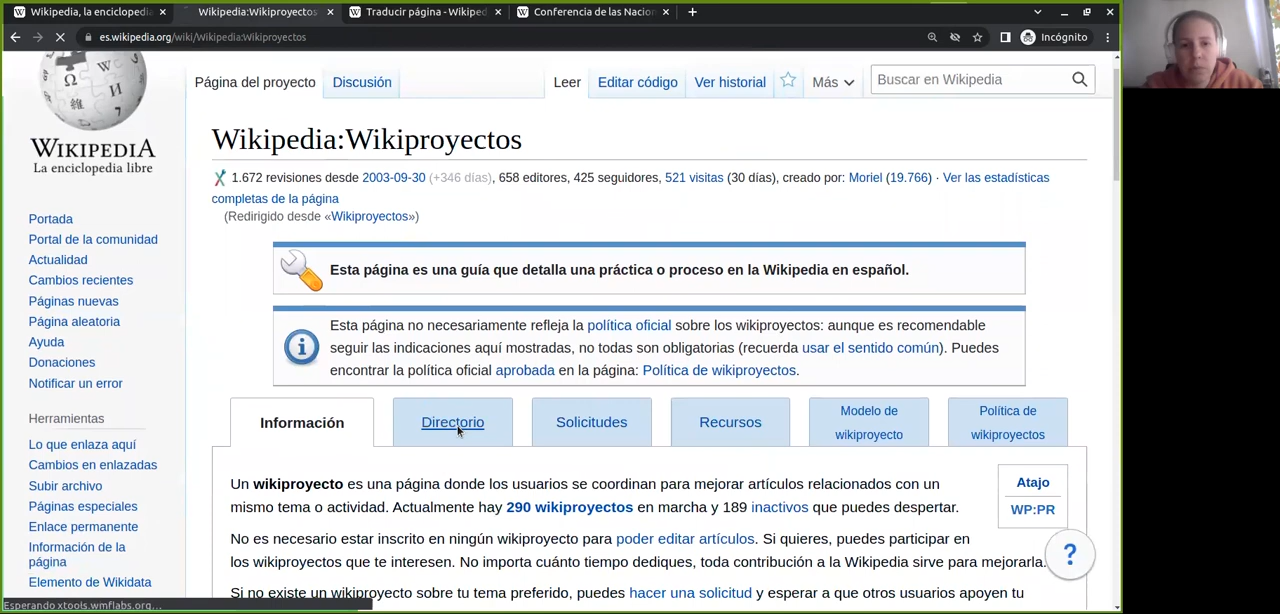 Wikipedia, la enciclopedia
Wikipedia:Wikiproyectos
Traducir página - Wikiped
Conferencia de las Nacion
es.wikipedia.org/wiki/Wikipedia:Wikiproyectos
Incógnito
WIKIPEDIA
La enciclopedia libre
Página del proyecto
Discusión
Leer
Editar código
Ver historial
Más
Buscar en Wikipedia
Wikipedia:Wikiproyectos
1.672 revisiones desde 2003-09-30 (+346 días), 658 editores, 425 seguidores, 521 visitas (30 días), creado por: Moriel (19.766) · Ver las estadísticas
completas de la página
(Redirigido desde «Wikiproyectos»)
Esta página es una guía que detalla una práctica o proceso en la Wikipedia en español.
Esta página no necesariamente refleja la política oficial sobre los wikiproyectos: aunque es recomendable
seguir las indicaciones aquí mostradas, no todas son obligatorias (recuerda usar el sentido común). Puedes
encontrar la política oficial aprobada en la página: Política de wikiproyectos.
Información
Directorio
Solicitudes
Recursos
Modelo de
wikiproyecto
Política de
wikiproyectos
Un wikiproyecto es una página donde los usuarios se coordinan para mejorar artículos relacionados con un
mismo tema o actividad. Actualmente hay 290 wikiproyectos en marcha y 189 inactivos que puedes despertar.
Atajo
WP:PR
No es necesario estar inscrito en ningún wikiproyecto para poder editar artículos. Si quieres, puedes participar en
los wikiproyectos que te interesen. No importa cuánto tiempo dediques, toda contribución a la Wikipedia sirve para mejorarla.
Si no existe un wikiproyecto sobre tu tema preferido, puedes hacer una solicitud y esperar a que otros usuarios apoyen tu
?
Portada
Portal de la comunidad
Actualidad
Cambios recientes
Páginas nuevas
Página aleatoria
Ayuda
Donaciones
Notificar un error
Herramientas
Lo que enlaza aquí
Cambios en enlazadas
Subir archivo
Páginas especiales
Enlace permanente
Información de la
página
Elemento de Wikidata
Esperando xtools.wmflabs.org...